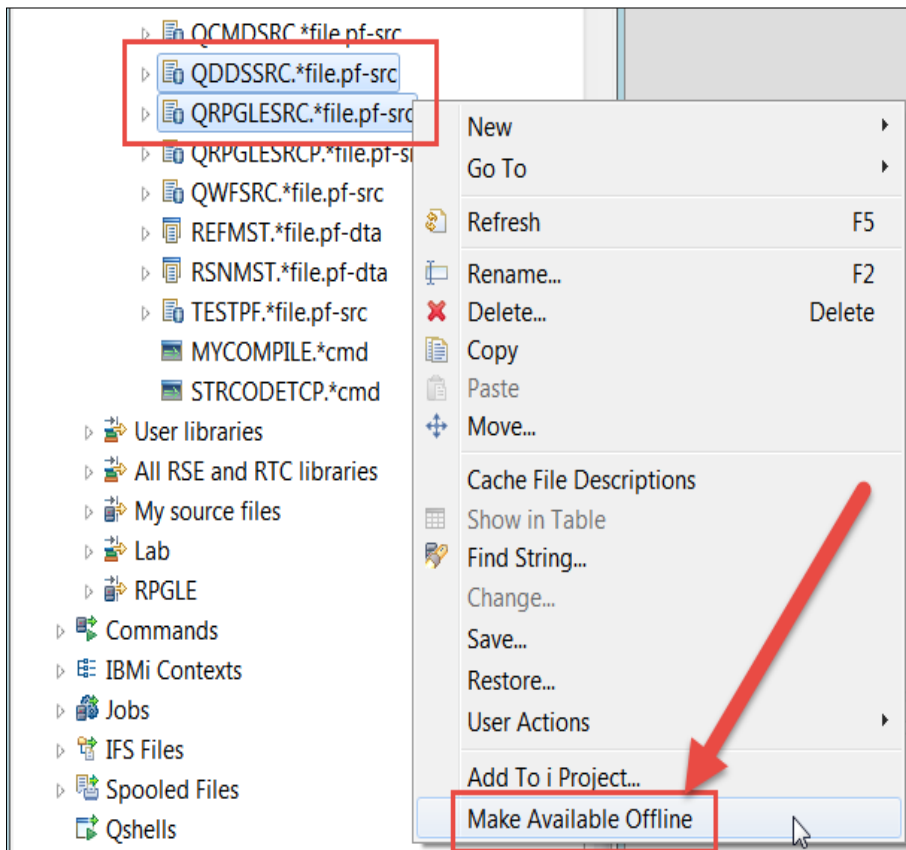 QCMDSRC.*file.pf-src
QDDSSRC.*file.pf-src
QRPGLESRC.*file.pf-src
QRPGLESRCP.*file.pf-sr
QWFSRC.*file.pf-src
REFMST.*file.pf-dta
RSNMST.*file.pf-dta
TESTPF.*file.pf-src
MYCOMPILE.*cmd
STRCODETCP.*cmd
User libraries
All RSE and RTC libraries
My source files
Lab
RPGLE
Commands
IBMi Contexts
Jobs
IFS Files
Spooled Files
Qshells
New
Go To
Refresh F5
Rename... F2
Delete... Delete
Copy
Paste
Move...
Cache File Descriptions
Show in Table
Find String...
Change...
Save...
Restore...
User Actions
Add To i Project...
Make Available Offline